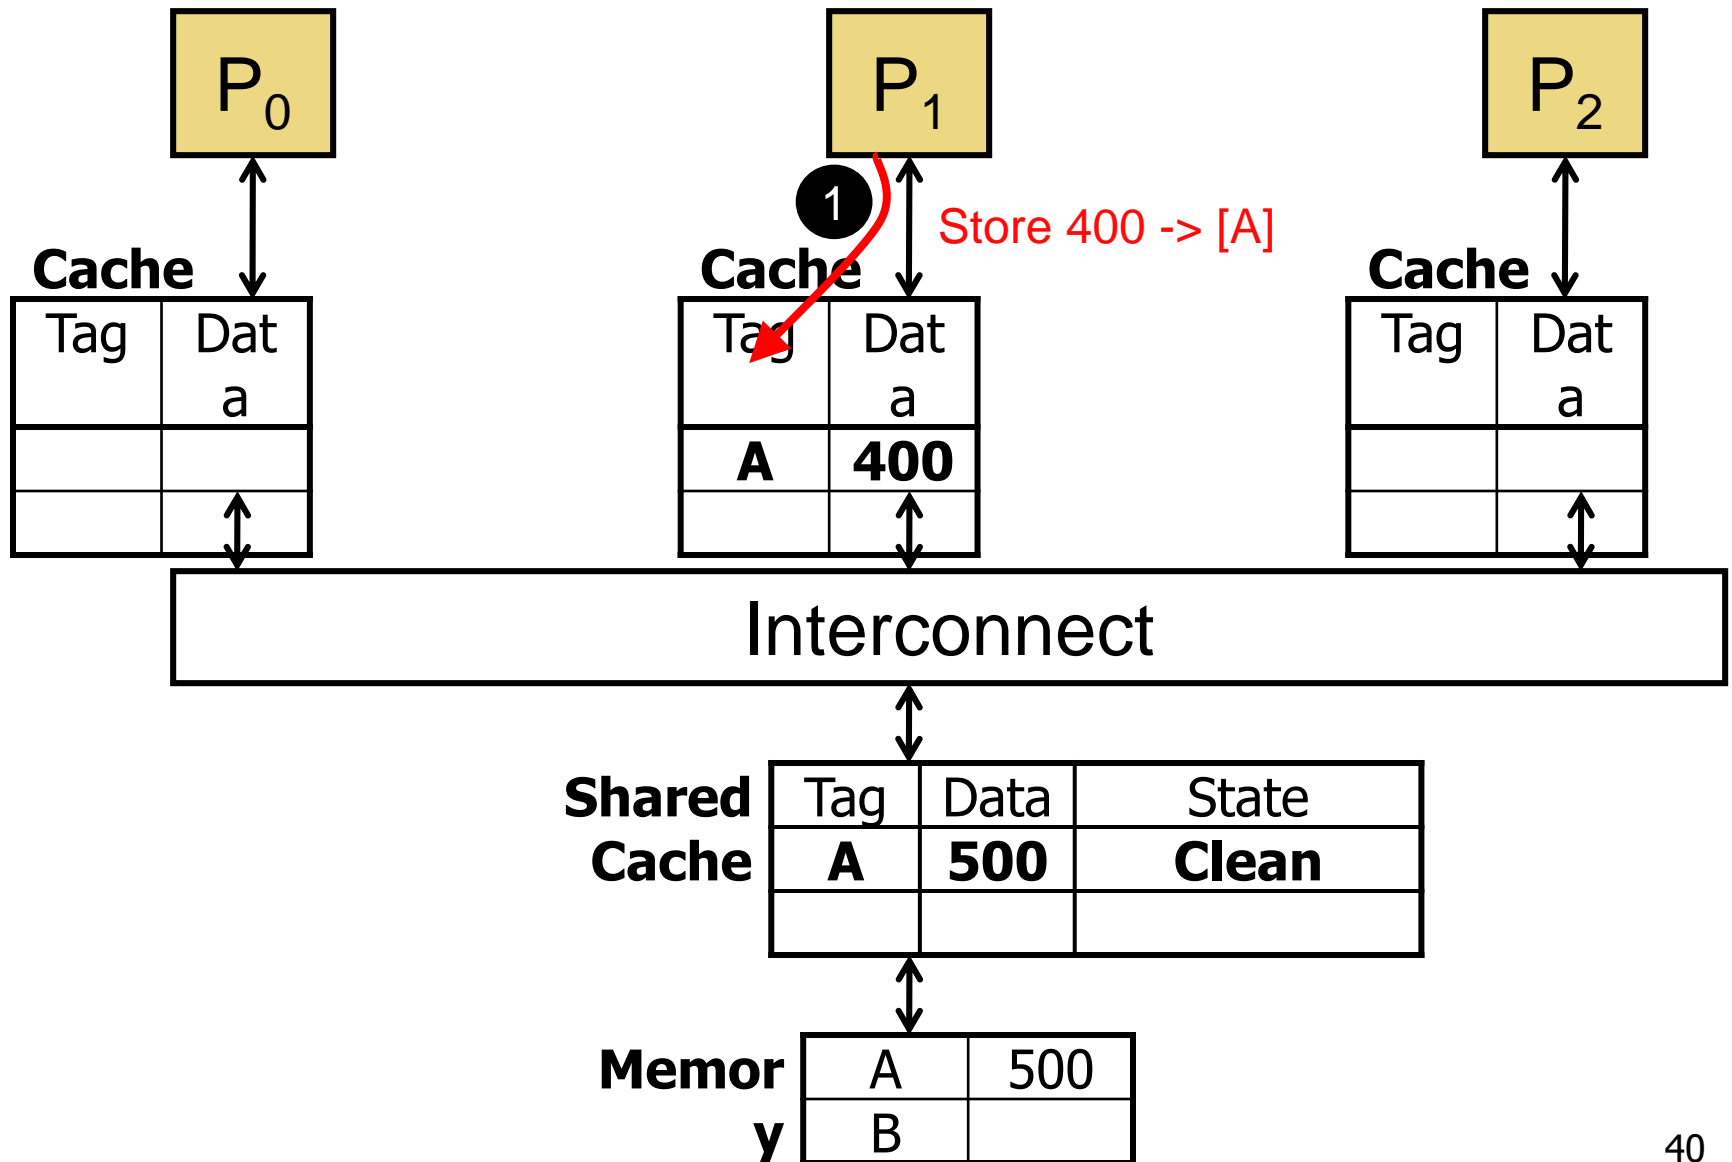 P0 P1 P2
1
Store 400 -> [A]
Cache Cache Cache
Tag Dat Tag Dat Tag Dat
a a a
A 400
Interconnect
Shared Tag Data State
Cache A 500 Clean
Memor A 500
y B
40